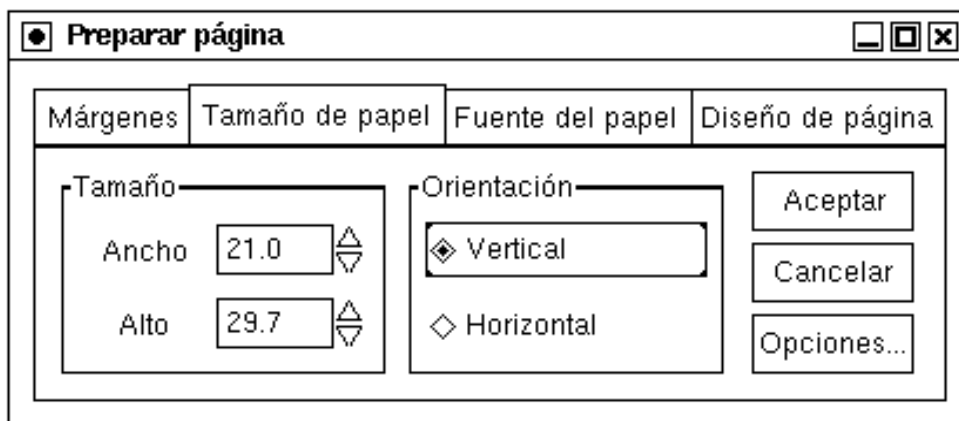 Preparar página
Márgenes Tamaño de papel Fuente del papel Diseño de página
Tamaño
Ancho 21.0
Alto 29.7
Orientación
Vertical
Horizontal
Aceptar
Cancelar
Opciones...